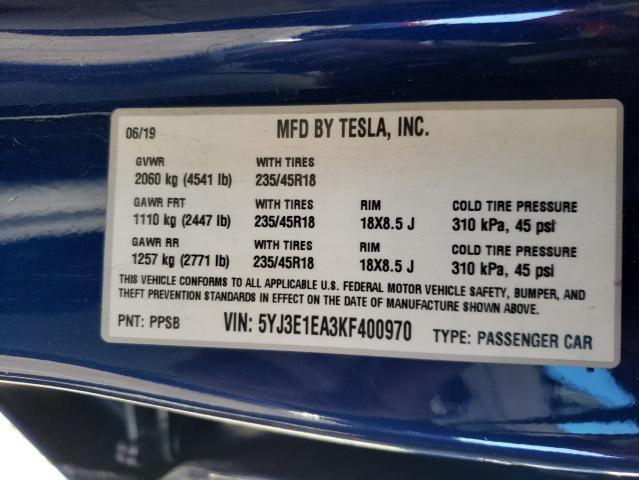 06/19 MFD BY TESLA, INC.
GVWR WITH TIRES
2060 kg (4541 lb) 235/45R18
GAWR FRT WITH TIRES RIM COLD TIRE PRESSURE
1110 kg (2447 lb) 235/45R18 18X8.5 J 310 kPa, 45 psi
GAWR RR WITH TIRES RIM COLD TIRE PRESSURE
1257 kg (2771 lb) 235/45R18 18X8.5 J 310 kPa, 45 psi
THIS VEHICLE CONFORMS TO ALL APPLICABLE U.S. FEDERAL MOTOR VEHICLE SAFETY, BUMPER, AND
THEFT PREVENTION STANDARDS IN EFFECT ON THE DATE OF MANUFACTURE SHOWN ABOVE.
PNT: PPSB VIN: 5YJ3E1EA3KF400970 TYPE: PASSENGER CAR